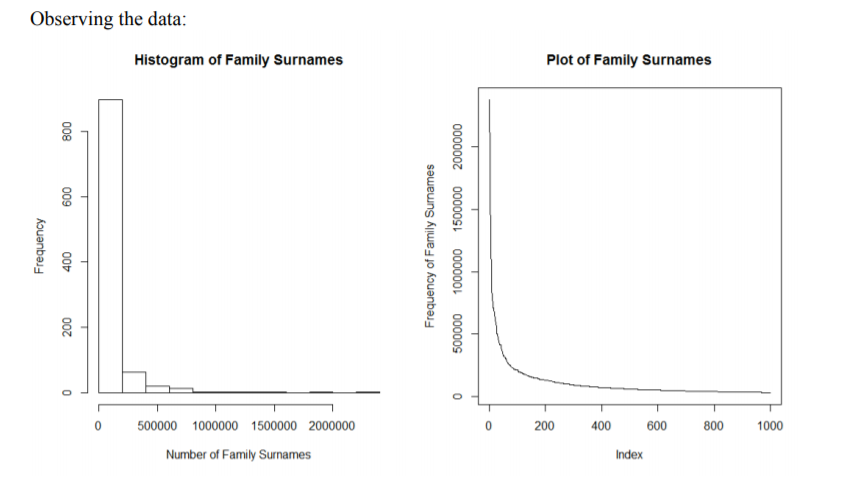 Observing the data:
Histogram of Family Surnames
Frequency
0 200 400 600 800
0 500000 1000000 1500000 2000000
Number of Family Surnames
Plot of Family Surnames
Frequency of Family Surnames
0 500000 1000000 1500000 2000000
0 200 400 600 800 1000
Index